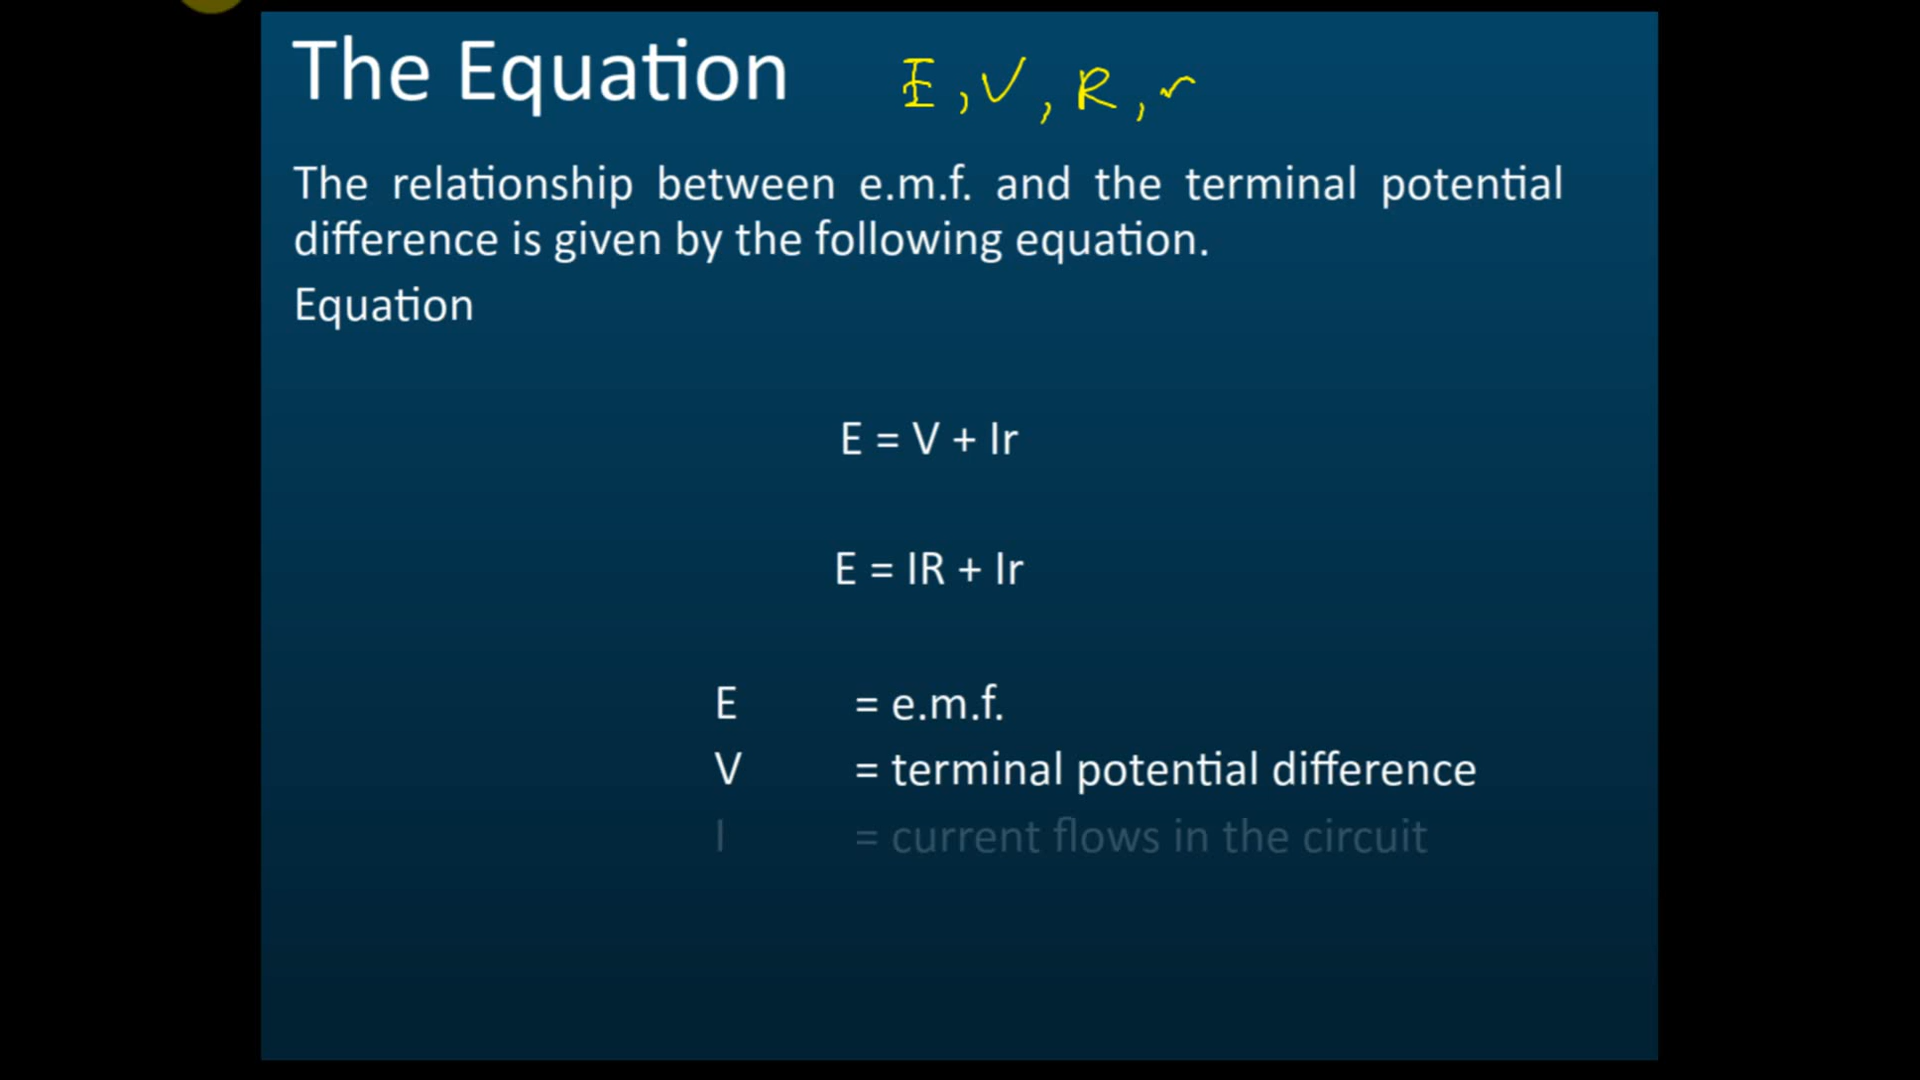 The Equation E, V, R, r
The relationship between e.m.f. and the terminal potential
difference is given by the following equation.
Equation
E = V + Ir
E = IR + Ir
E = e.m.f.
V = terminal potential difference
I = current flows in the circuit